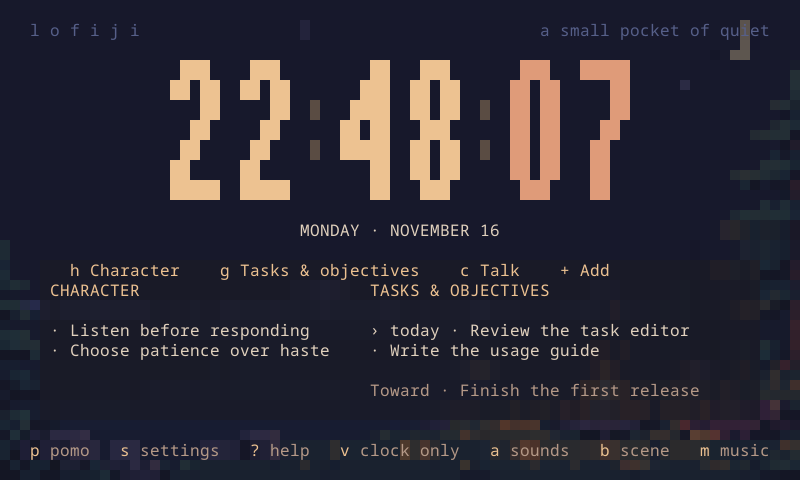 l o f i j i
a small pocket of quiet
22:48:07
MONDAY · NOVEMBER 16
h Character g Tasks & objectives c Talk + Add
CHARACTER
TASKS & OBJECTIVES
· Listen before responding
› today · Review the task editor
· Choose patience over haste
· Write the usage guide
Toward · Finish the first release
p pomo s settings ? help v clock only a sounds b scene m music